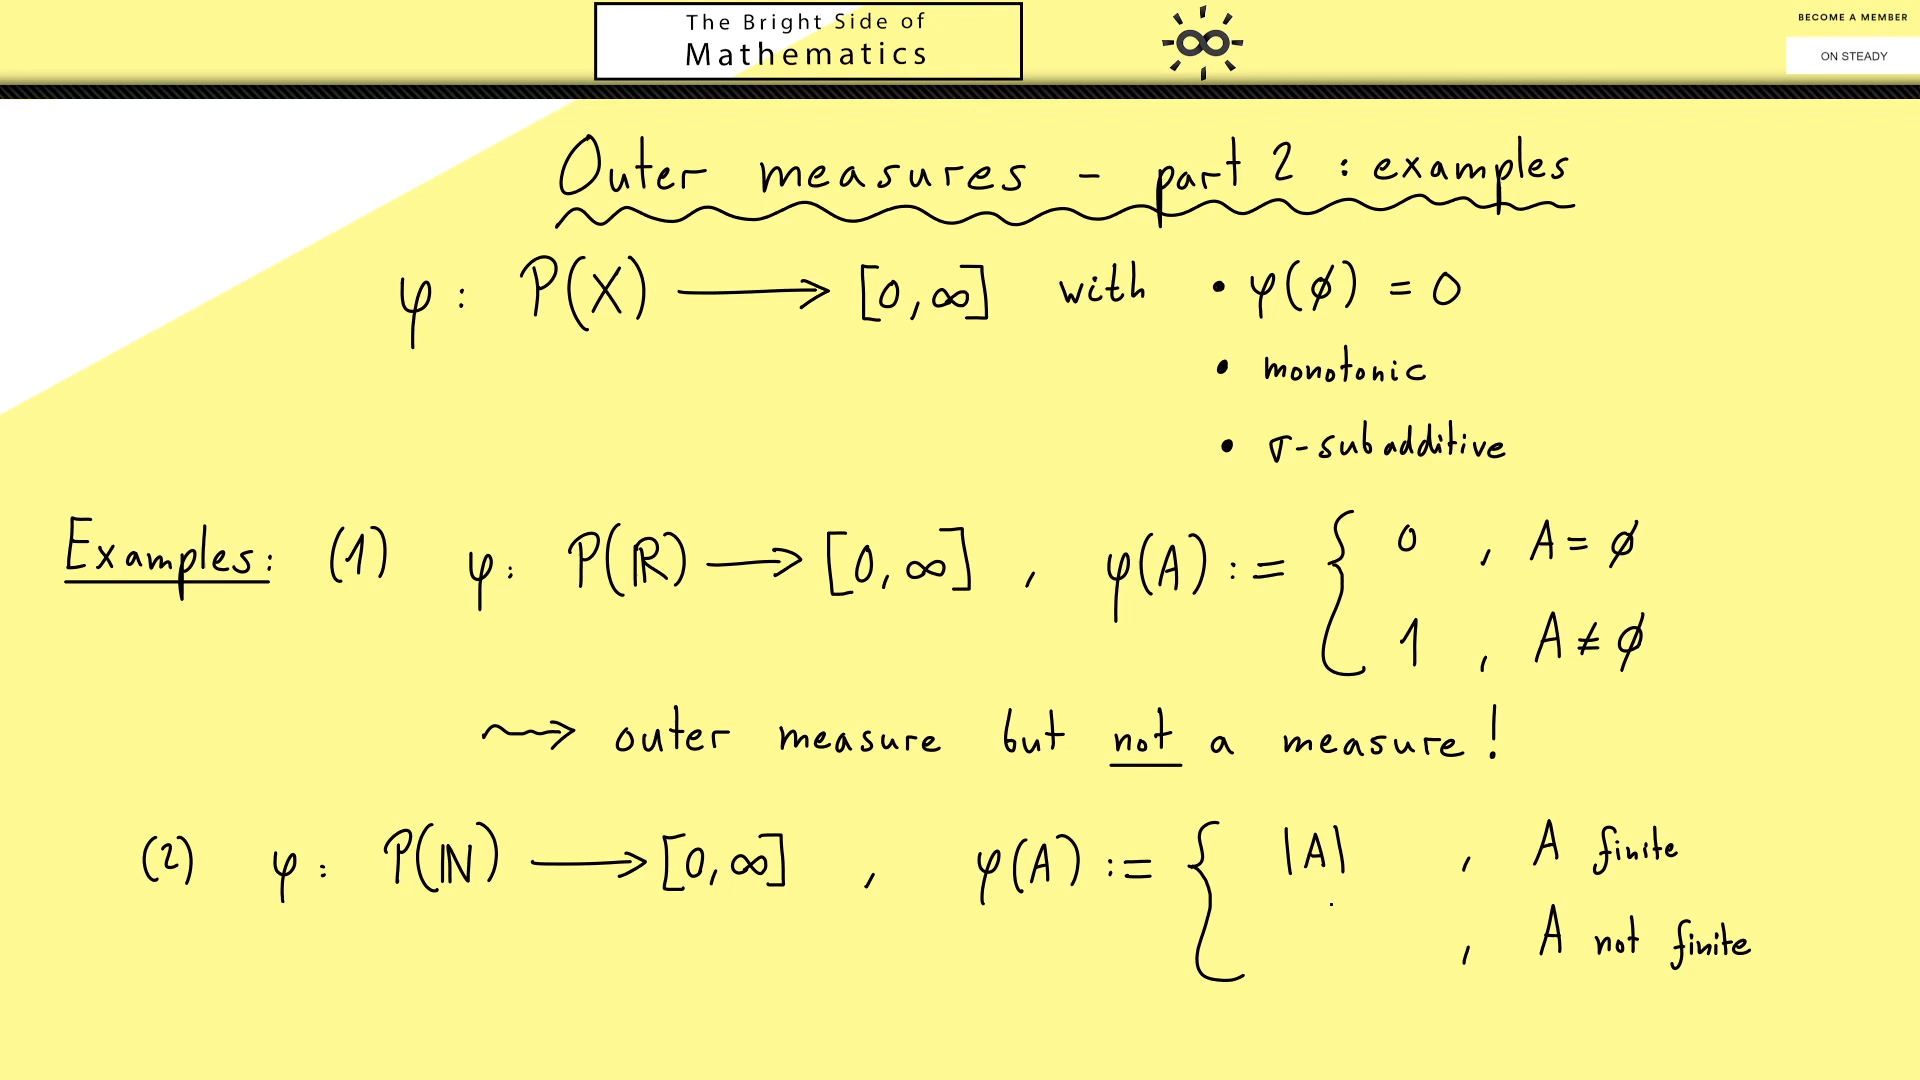 The Bright Side of
Mathematics
BECOME A MEMBER
ON STEADY
Outer measures - part 2 : examples
φ : P(X) ⟶ [0,∞] with • φ(∅) = 0
• monotonic
• σ-subadditive
Examples: (1) φ : P(ℝ) ⟶ [0,∞] , φ(A) := { 0 , A = ∅
1 , A ≠ ∅
⇝ outer measure but not a measure!
(2) φ : P(ℕ) ⟶ [0,∞] , φ(A) := { |A| , A finite
, A not finite